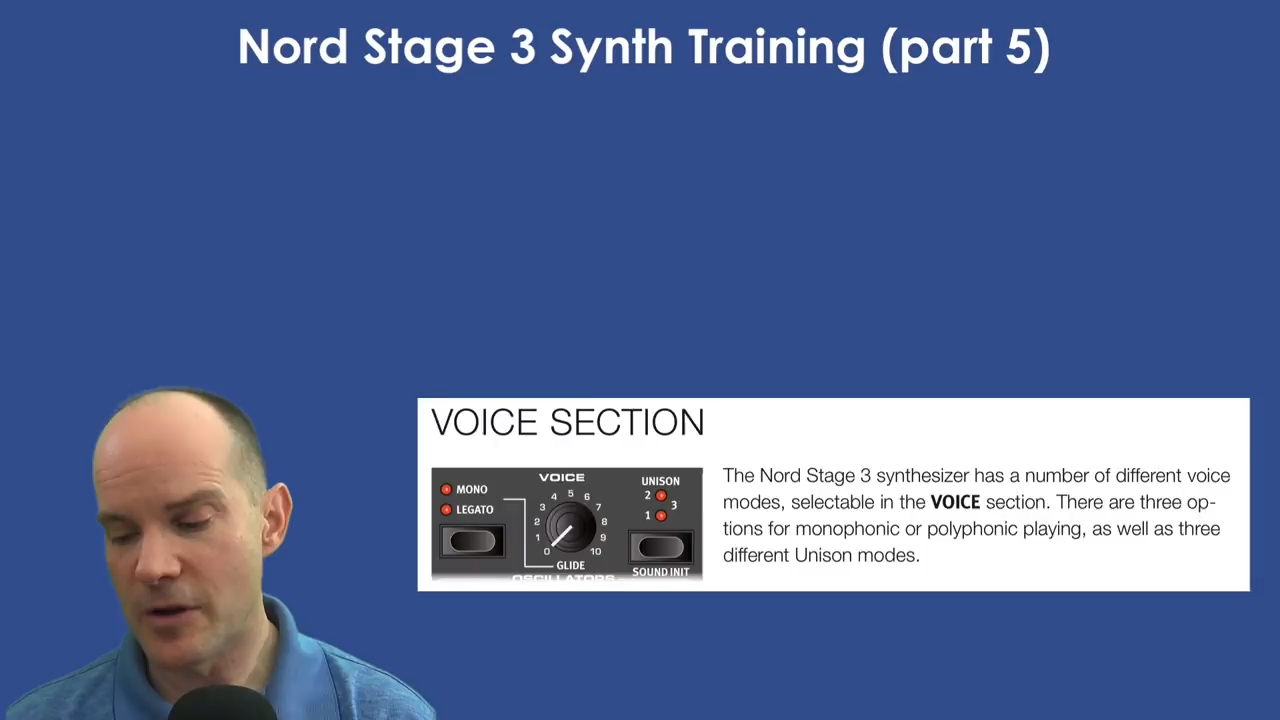 Nord Stage 3 Synth Training (part 5)
VOICE SECTION
VOICE
MONO
LEGATO
0 1 2 3 4 5 6 7 8 9 10
GLIDE
UNISON
2
3
1
SOUND INIT
OSCILLATORS
The Nord Stage 3 synthesizer has a number of different voice
modes, selectable in the VOICE section. There are three op-
tions for monophonic or polyphonic playing, as well as three
different Unison modes.